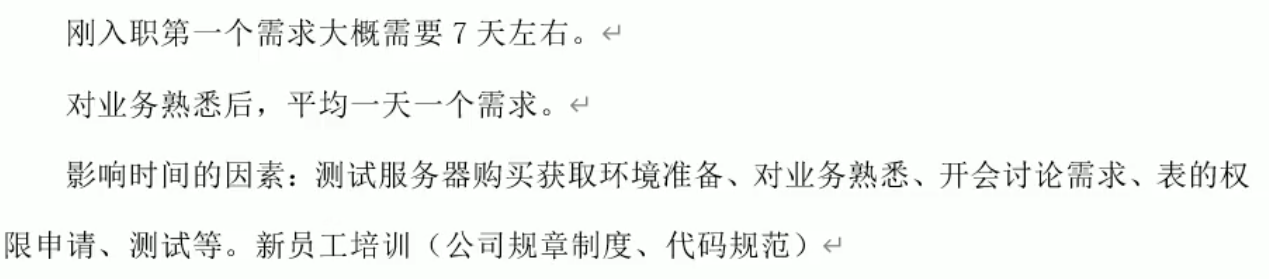 刚入职第一个需求大概需要 7 天左右。
对业务熟悉后，平均一天一个需求。
影响时间的因素：测试服务器购买获取环境准备、对业务熟悉、开会讨论需求、表的权
限申请、测试等。新员工培训（公司规章制度、代码规范）